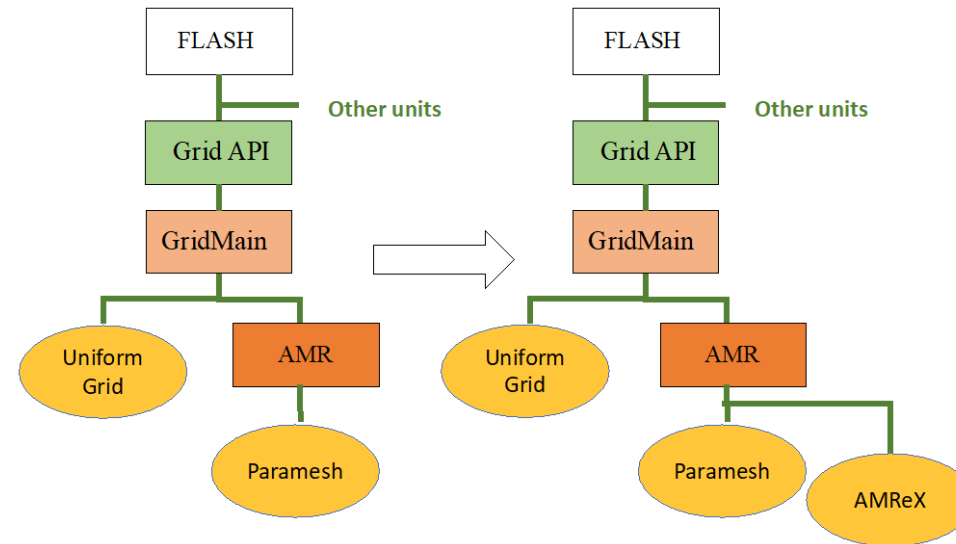 FLASH
Other units
Grid API
GridMain
Uniform
Grid
AMR
Paramesh
FLASH
Other units
Grid API
GridMain
Uniform
Grid
AMR
Paramesh
AMReX